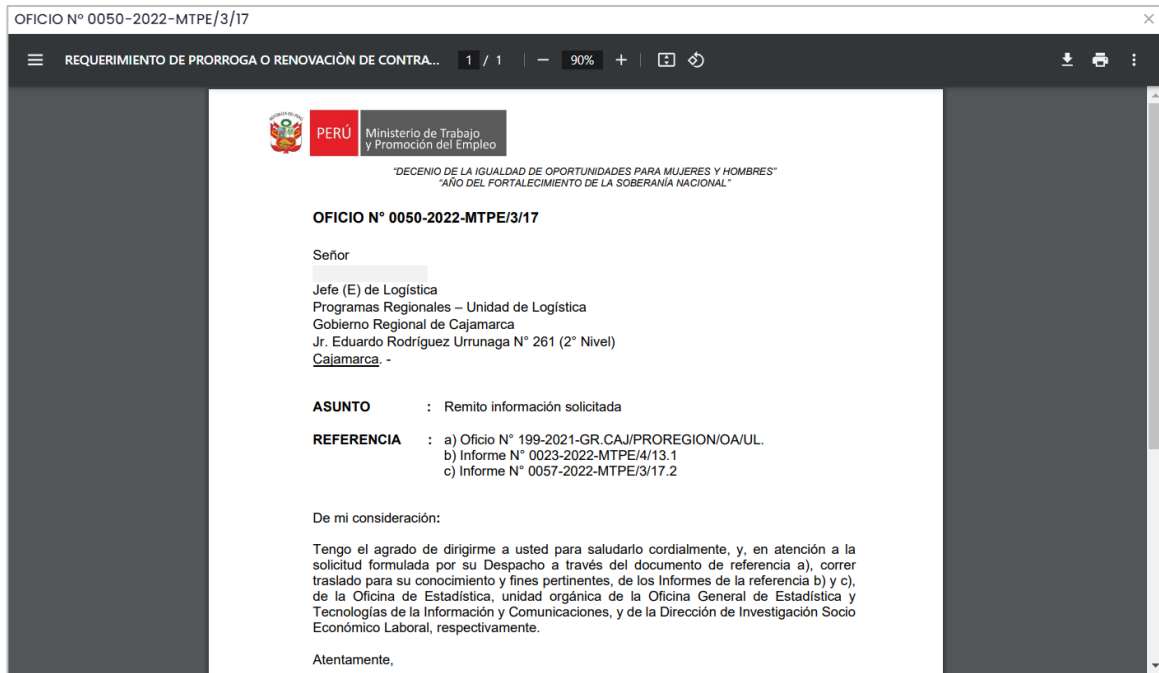 OFICIO N° 0050-2022-MTPE/3/17
REQUERIMIENTO DE PRORROGA O RENOVACIÒN DE CONTRA... 1 / 1 90%
PERÚ Ministerio de Trabajo
y Promoción del Empleo
"DECENIO DE LA IGUALDAD DE OPORTUNIDADES PARA MUJERES Y HOMBRES"
"AÑO DEL FORTALECIMIENTO DE LA SOBERANÍA NACIONAL"
OFICIO N° 0050-2022-MTPE/3/17
Señor
Jefe (E) de Logística
Programas Regionales – Unidad de Logística
Gobierno Regional de Cajamarca
Jr. Eduardo Rodríguez Urrunaga N° 261 (2° Nivel)
Cajamarca. -
ASUNTO : Remito información solicitada
REFERENCIA : a) Oficio N° 199-2021-GR.CAJ/PROREGION/OA/UL.
b) Informe N° 0023-2022-MTPE/4/13.1
c) Informe N° 0057-2022-MTPE/3/17.2
De mi consideración:
Tengo el agrado de dirigirme a usted para saludarlo cordialmente, y, en atención a la
solicitud formulada por su Despacho a través del documento de referencia a), correr
traslado para su conocimiento y fines pertinentes, de los Informes de la referencia b) y c),
de la Oficina de Estadística, unidad orgánica de la Oficina General de Estadística y
Tecnologías de la Información y Comunicaciones, y de la Dirección de Investigación Socio
Económico Laboral, respectivamente.
Atentamente,